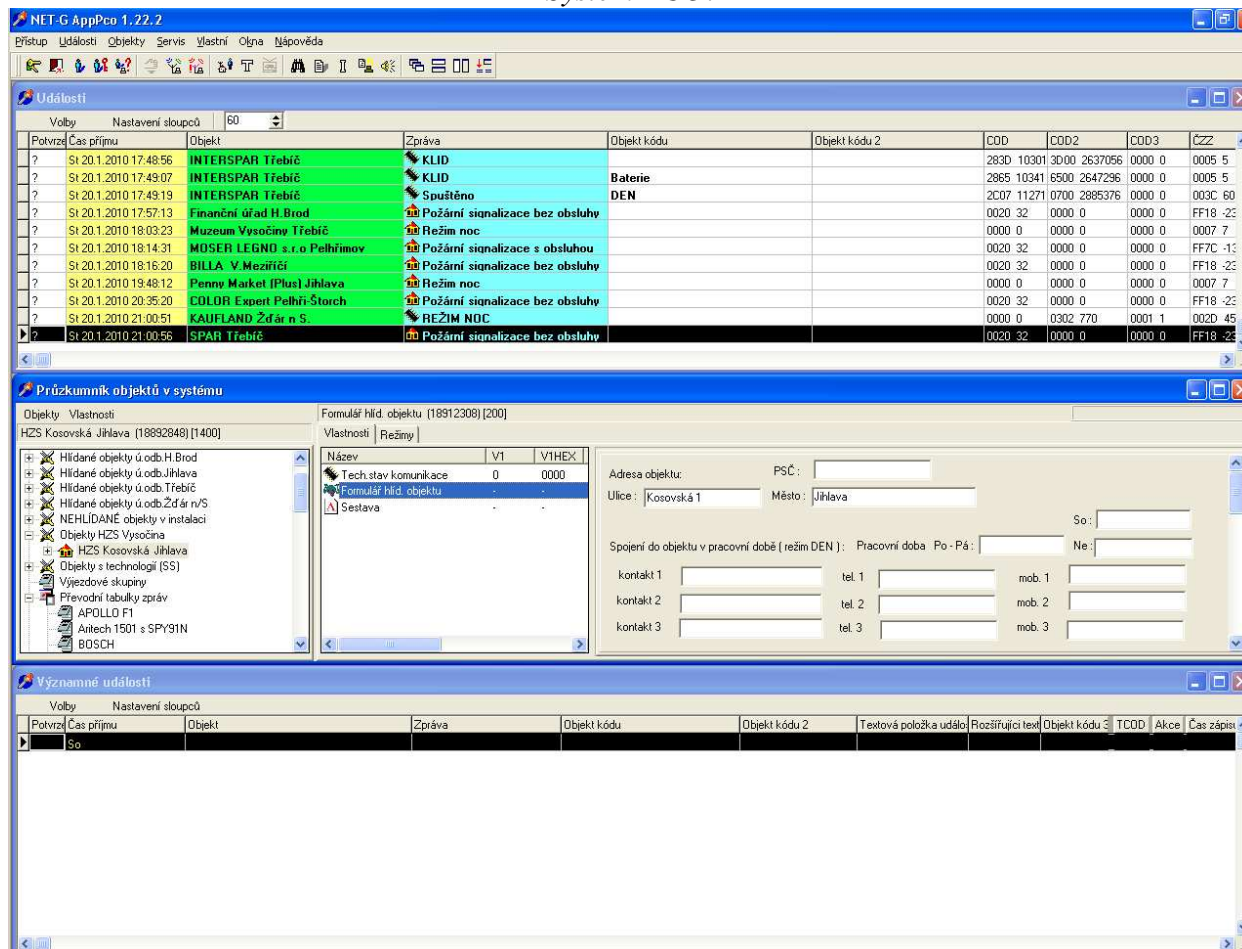 NET-G AppPco 1.22.2
Přístup Události Objekty Servis Vlastní Okna Nápověda
Události
Volby Nastavení sloupců 60
Potvrze Čas příjmu Objekt Zpráva Objekt kódu Objekt kódu 2 COD COD2 COD3 ČZZ
? St 20.1.2010 17:48:56 INTERSPAR Třebíč KLID 283D 10301 3D00 2637056 0000 0 0005 5
? St 20.1.2010 17:49:07 INTERSPAR Třebíč KLID Baterie 2865 10341 6500 2647296 0000 0 0005 5
? St 20.1.2010 17:49:19 INTERSPAR Třebíč Spuštěno DEN 2C07 11271 0700 2885376 0000 0 003C 60
? St 20.1.2010 17:57:13 Finanční úřad H.Brod Požární signalizace bez obsluhy 0020 32 0000 0 0000 0 FF18 -23
? St 20.1.2010 18:03:23 Muzeum Vysočiny Třebíč Režim noc 0000 0 0000 0 0000 0 0007 7
? St 20.1.2010 18:14:31 MOSER LEGNO s.r.o Pelhřimov Požární signalizace s obsluhou 0020 32 0000 0 0000 0 FF7C -13
? St 20.1.2010 18:16:20 BILLA V.Meziříčí Požární signalizace bez obsluhy 0020 32 0000 0 0000 0 FF18 -23
? St 20.1.2010 19:48:12 Penny Market (Plus) Jihlava Režim noc 0000 0 0000 0 0000 0 0007 7
? St 20.1.2010 20:35:20 COLOR Expert Pelhři-Štorch Požární signalizace bez obsluhy 0020 32 0000 0 0000 0 FF18 -23
? St 20.1.2010 21:00:51 KAUFLAND Žďár n S. REŽIM NOC 0000 0 0302 770 0001 1 002D 45
? St 20.1.2010 21:00:56 SPAR Třebíč Požární signalizace bez obsluhy 0020 32 0000 0 0000 0 FF18 -23
Průzkumník objektů v systému
Objekty Vlastnosti Formulář hlíd. objektu (18912308) [200]
HZS Kosovská Jihlava (18892848) [1400] Vlastnosti Režimy
Hlídané objekty ú.odb.H.Brod
Hlídané objekty ú.odb.Jihlava
Hlídané objekty ú.odb.Třebíč
Hlídané objekty ú.odb.Žďár n/S
NEHLÍDANÉ objekty v instalaci
Objekty HZS Vysočina
HZS Kosovská Jihlava
Objekty s technologií (SS)
Výjezdové skupiny
Převodní tabulky zpráv
APOLLO F1
Aritech 1501 s SPY91N
BOSCH
Název V1 V1HEX
Tech.stav komunikace 0 0000
Formulář hlíd. objektu - -
Sestava - -
Adresa objektu: PSČ :
Ulice : Kosovská 1 Město : Jihlava
So :
Spojení do objektu v pracovní době ( režim DEN ) : Pracovní doba Po - Pá : Ne :
kontakt 1 tel. 1 mob. 1
kontakt 2 tel. 2 mob. 2
kontakt 3 tel. 3 mob. 3
Významné události
Volby Nastavení sloupců
Potvrze Čas příjmu Objekt Zpráva Objekt kódu Objekt kódu 2 Textová položka událo: Rozšiřující text Objekt kódu 3 TCOD Akce Čas zápisu
So